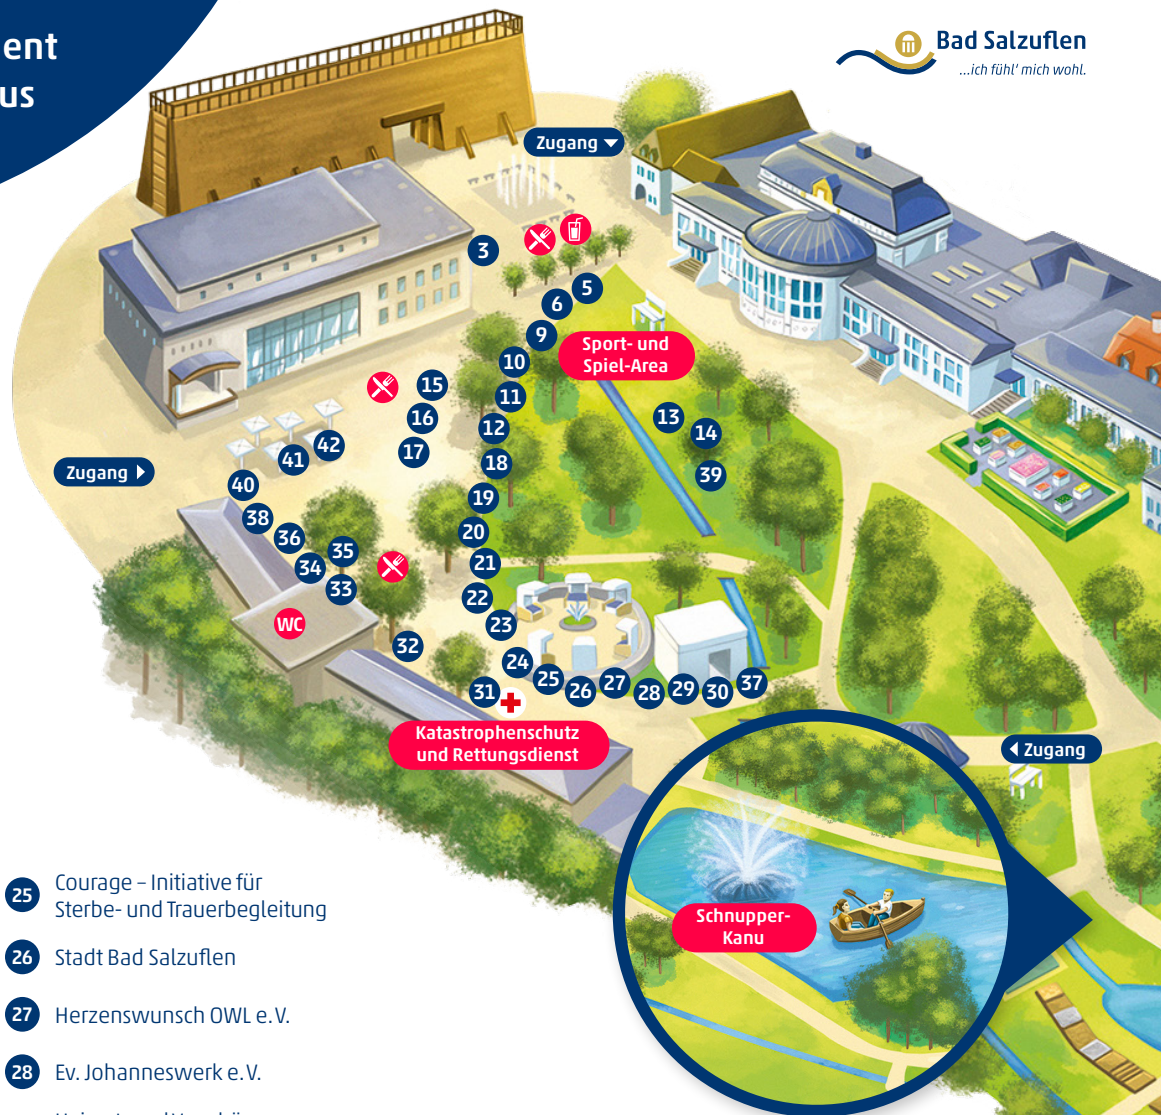 ent
us
Bad Salzuflen
...ich fühl' mich wohl.
Zugang
3
5
6
9
Sport- und
Spiel-Area
10
11
15
16
12
13
14
17
42
41
18
39
Zugang
40
19
38
36
20
35
34
21
33
22
WC
23
32
24
25
26
27
28
29
30
37
31
Katastrophenschutz
und Rettungsdienst
Zugang
Schnupper-
Kanu
25 Courage – Initiative für
Sterbe- und Trauerbegleitung
26 Stadt Bad Salzuflen
27 Herzenswunsch OWL e.V.
28 Ev. Johanneswerk e.V.